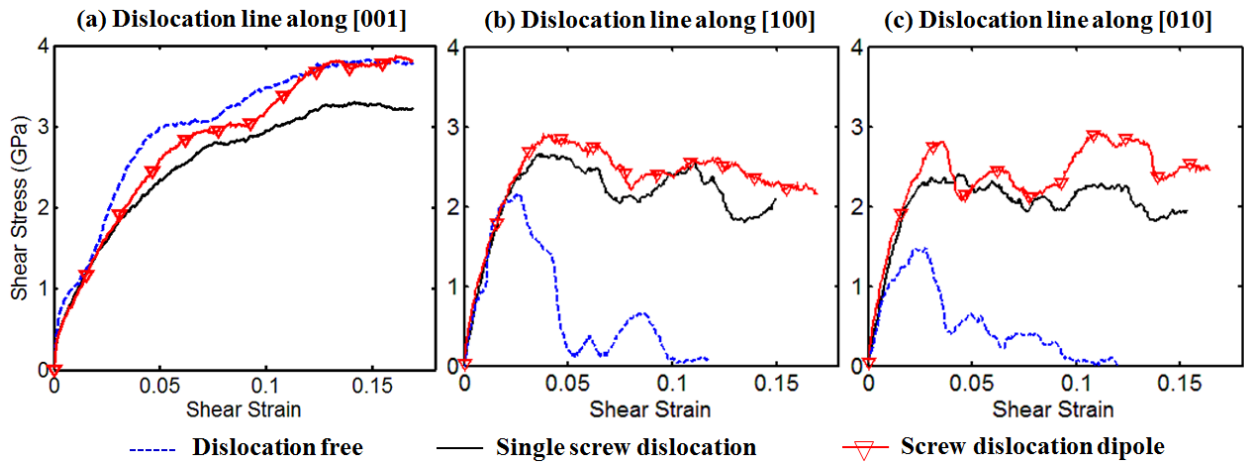 (a) Dislocation line along [001]
(b) Dislocation line along [100]
(c) Dislocation line along [010]
Shear Stress (GPa)
4
3
2
1
0
0
0.05
0.1
0.15
Shear Strain
4
3
2
1
0
0
0.05
0.1
0.15
Shear Strain
4
3
2
1
0
0
0.05
0.1
0.15
Shear Strain
Dislocation free
Single screw dislocation
Screw dislocation dipole